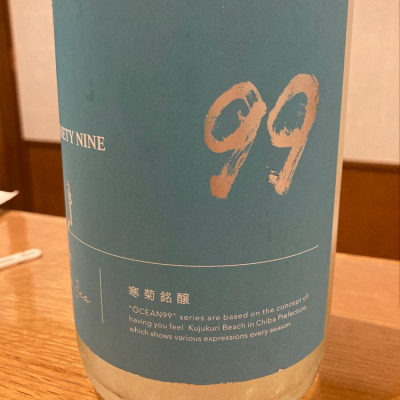 99
ETY NINE
寒菊銘醸
"OCEAN99" series are based on the concept of
having you feel Kujukuri Beach in Chiba Prefecture,
which shows various expressions every season.